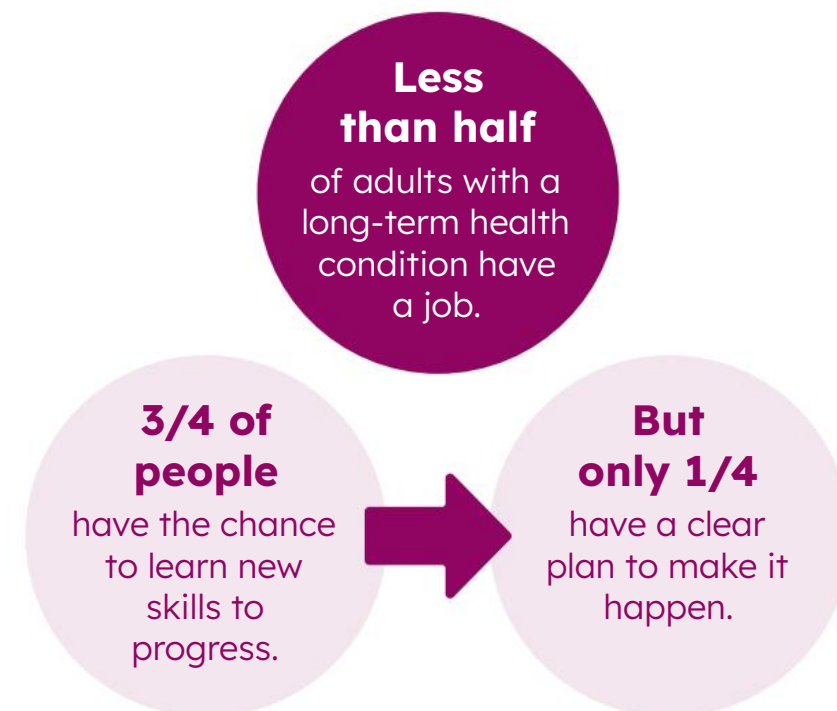 Less
than half
of adults with a
long-term health
condition have
a job.
3/4 of
people
have the chance
to learn new
skills to
progress.
But
only 1/4
have a clear
plan to make it
happen.